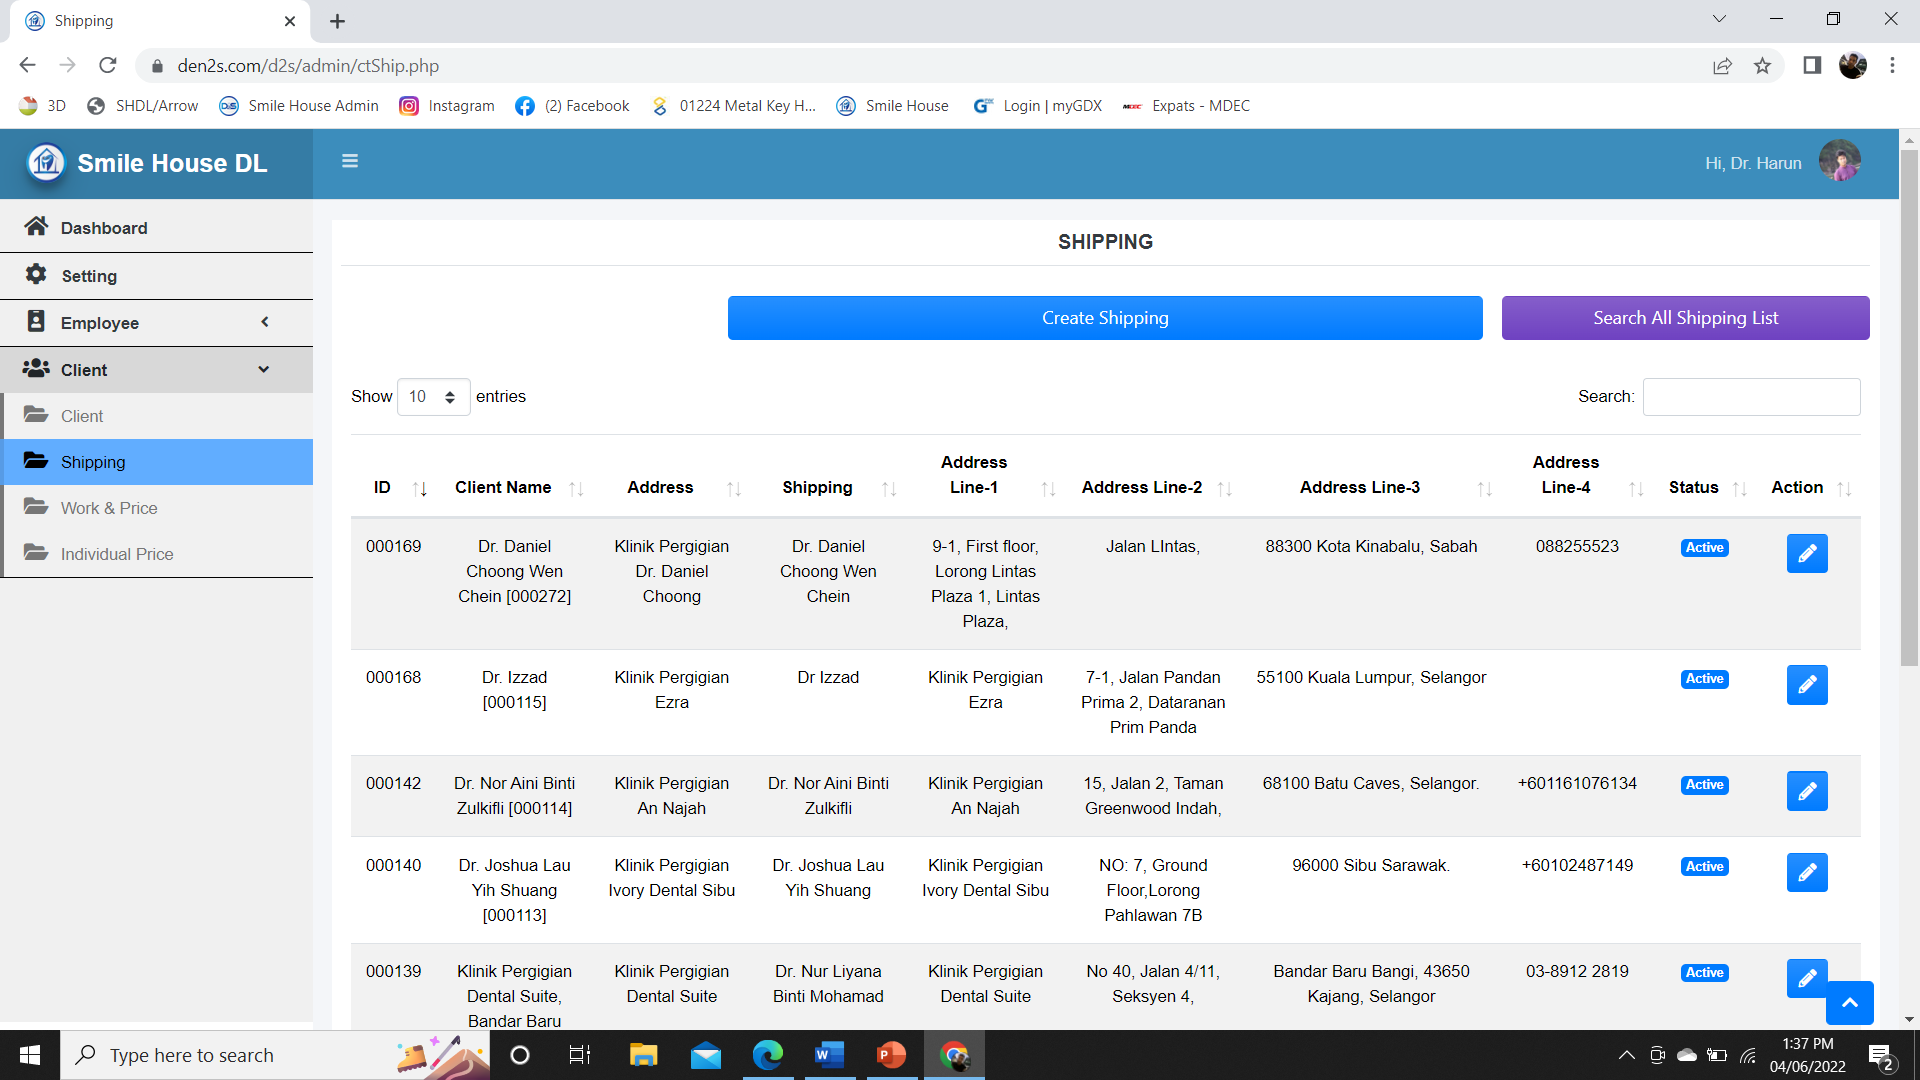 Shipping
den2s.com/d2s/admin/ctShip.php
3D
SHDL/Arrow
Smile House Admin
Instagram
(2) Facebook
01224 Metal Key H...
Smile House
Login | myGDX
Expats - MDEC
Smile House DL
Hi, Dr. Harun
Dashboard
Setting
Employee
Client
Client
Shipping
Work & Price
Individual Price
SHIPPING
Create Shipping
Search All Shipping List
Show 10 entries
Search:
ID
Client Name
Address
Shipping
Address
Line-1
Address Line-2
Address Line-3
Address
Line-4
Status
Action
000169
Dr. Daniel
Choong Wen
Chein [000272]
Klinik Pergigian
Dr. Daniel
Choong
Dr. Daniel
Choong Wen
Chein
9-1, First floor,
Lorong Lintas
Plaza 1, Lintas
Plaza,
Jalan LIntas,
88300 Kota Kinabalu, Sabah
088255523
Active
000168
Dr. Izzad
[000115]
Klinik Pergigian
Ezra
Dr Izzad
Klinik Pergigian
Ezra
7-1, Jalan Pandan
Prima 2, Dataranan
Prim Panda
55100 Kuala Lumpur, Selangor
Active
000142
Dr. Nor Aini Binti
Zulkifli [000114]
Klinik Pergigian
An Najah
Dr. Nor Aini Binti
Zulkifli
Klinik Pergigian
An Najah
15, Jalan 2, Taman
Greenwood Indah,
68100 Batu Caves, Selangor.
+601161076134
Active
000140
Dr. Joshua Lau
Yih Shuang
[000113]
Klinik Pergigian
Ivory Dental Sibu
Dr. Joshua Lau
Yih Shuang
Klinik Pergigian
Ivory Dental Sibu
NO: 7, Ground
Floor,Lorong
Pahlawan 7B
96000 Sibu Sarawak.
+60102487149
Active
000139
Klinik Pergigian
Dental Suite,
Bandar Baru
Klinik Pergigian
Dental Suite
Dr. Nur Liyana
Binti Mohamad
Klinik Pergigian
Dental Suite
No 40, Jalan 4/11,
Seksyen 4,
Bandar Baru Bangi, 43650
Kajang, Selangor
03-8912 2819
Active
Type here to search
1:37 PM
04/06/2022
2